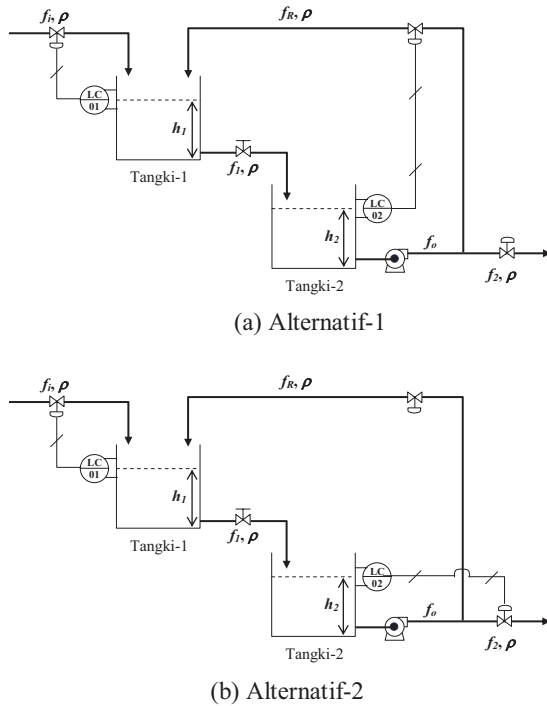 fi, ρ
fR, ρ
LC
01
h1
Tangki-1
f1, ρ
LC
02
h2
fo
f2, ρ
Tangki-2
(a) Alternatif-1
fi, ρ
fR, ρ
LC
01
h1
Tangki-1
f1, ρ
LC
02
h2
fo
f2, ρ
Tangki-2
(b) Alternatif-2